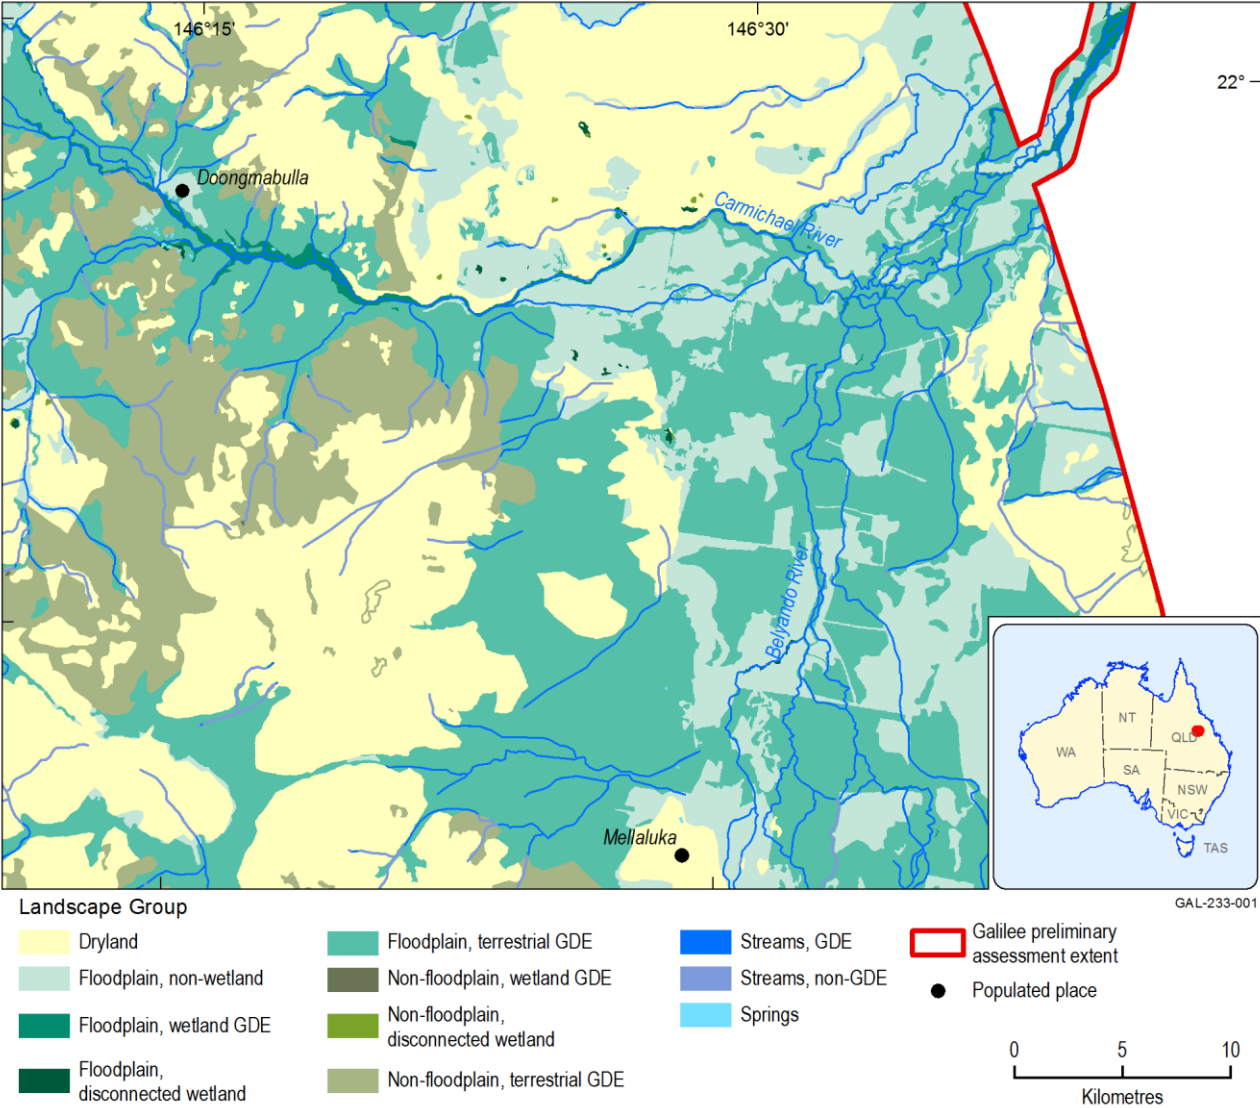 146°15'
146°30'
22°
Doongmabulla
Carmichael River
Belyando River
Mellaluka
NT
QLD
WA
SA
NSW
VIC
TAS
GAL-233-001
Landscape Group
Dryland
Floodplain, non-wetland
Floodplain, wetland GDE
Floodplain,
disconnected wetland
Floodplain, terrestrial GDE
Non-floodplain, wetland GDE
Non-floodplain,
disconnected wetland
Non-floodplain, terrestrial GDE
Streams, GDE
Streams, non-GDE
Springs
Galilee preliminary
assessment extent
Populated place
0 5 10
Kilometres